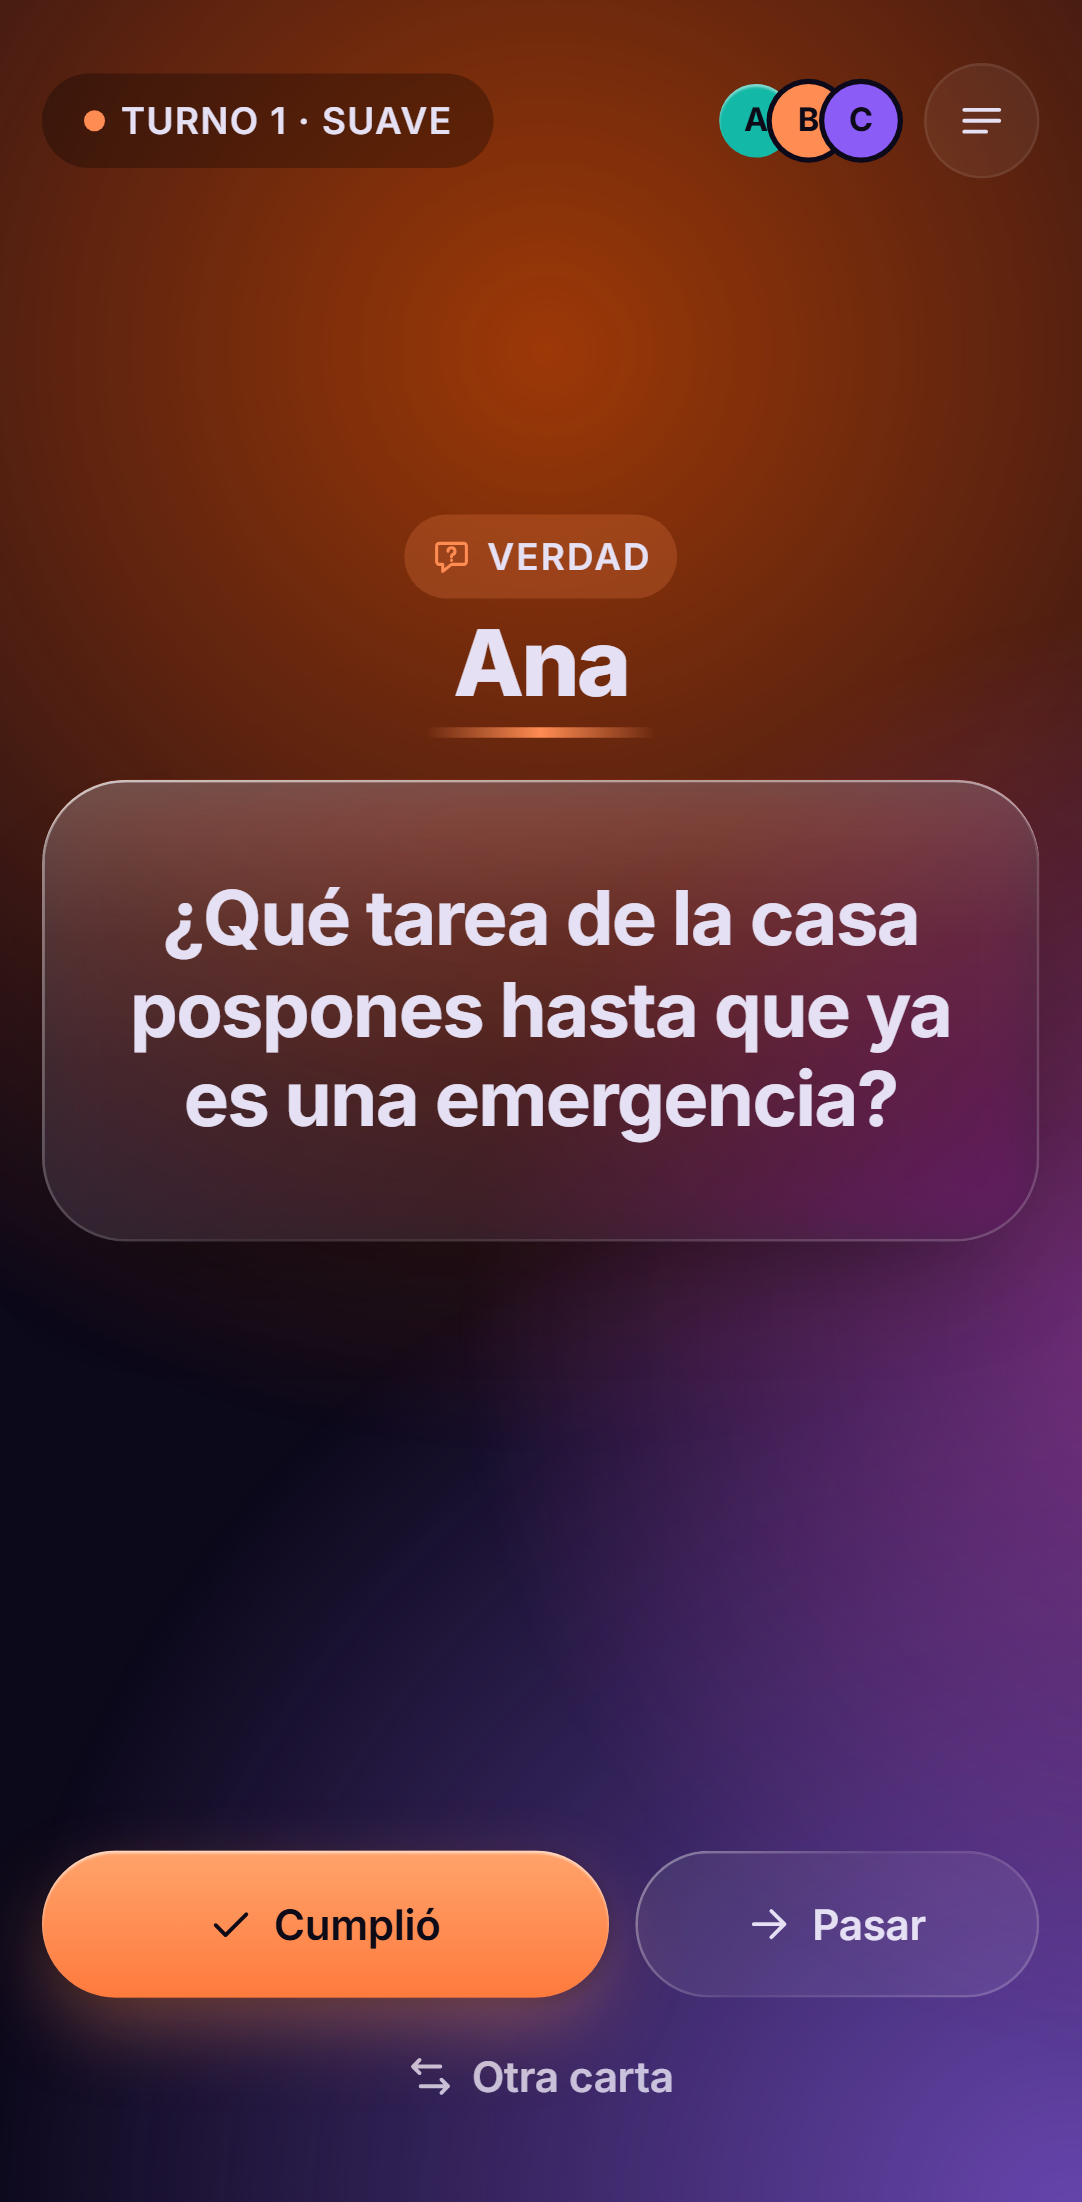 TURNO 1 · SUAVE
A B C
VERDAD
Ana
¿Qué tarea de la casa
pospones hasta que ya
es una emergencia?
Cumplió
Pasar
Otra carta